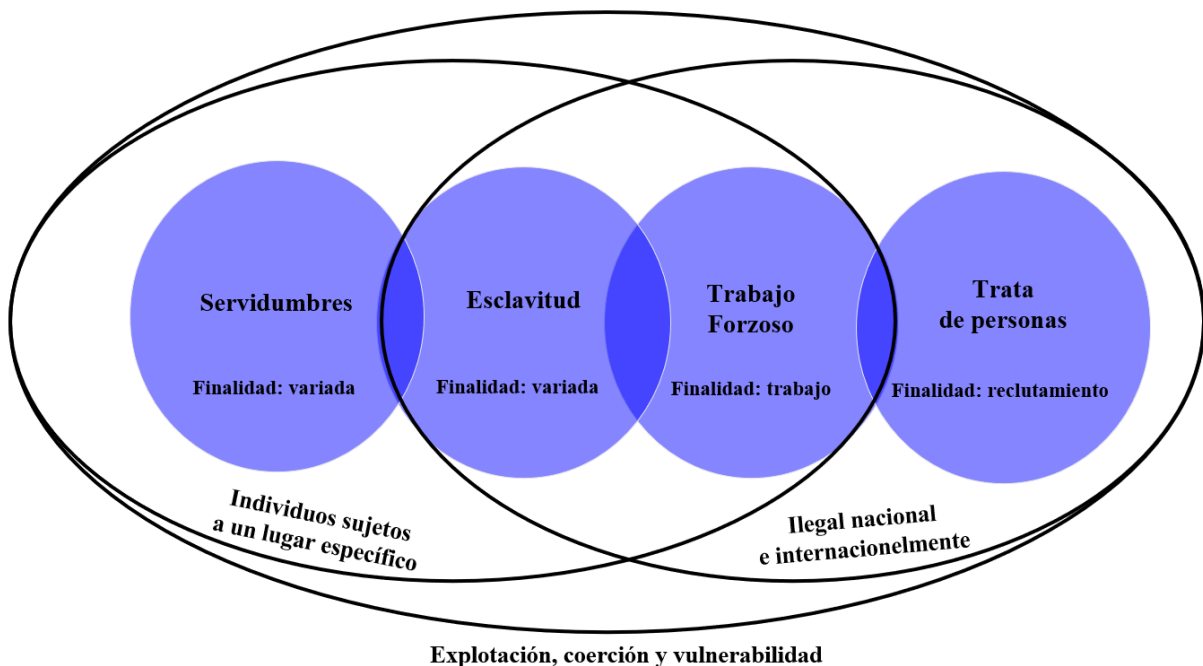 Servidumbres
Finalidad: variada
Esclavitud
Finalidad: variada
Trabajo
Forzoso
Finalidad: trabajo
Trata
de personas
Finalidad: reclutamiento
Individuos sujetos
a un lugar específico
Ilegal nacional
e internacionelmente
Explotación, coerción y vulnerabilidad